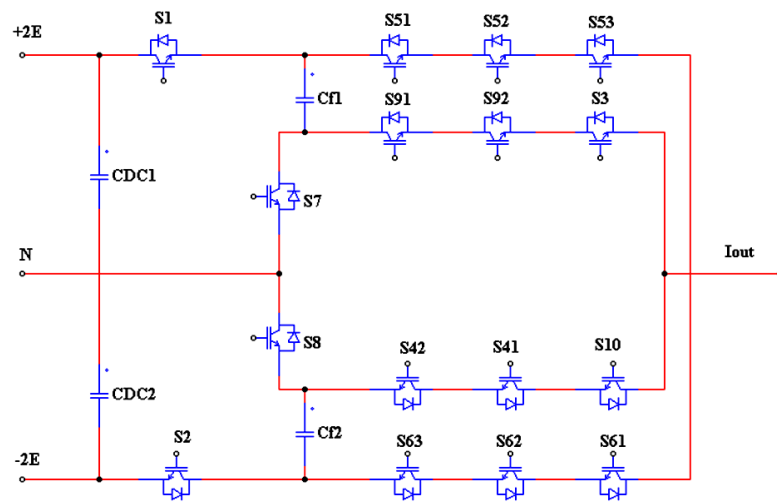 S1
S51
S52
S53
+2E
Cf1
S91
S92
S3
CDC1
S7
N
Iout
S8
S42
S41
S10
CDC2
S2
Cf2
S63
S62
S61
-2E